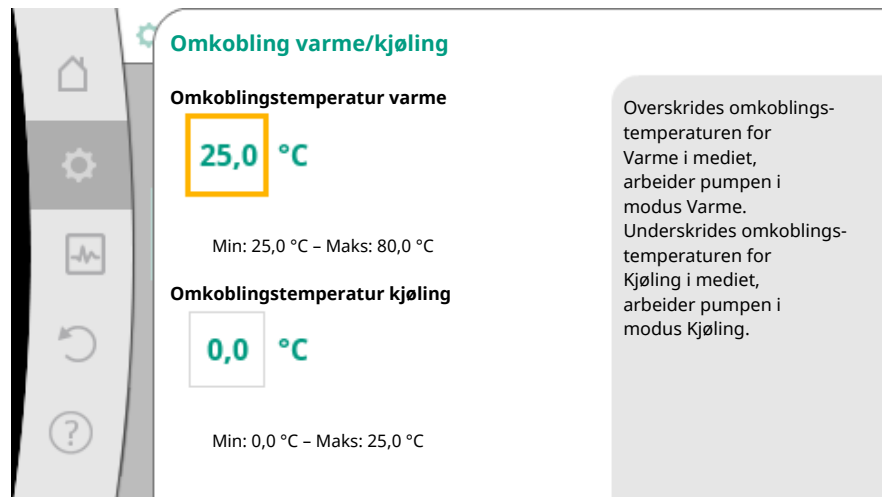 Omkobling varme/kjøling
Omkoblingstemperatur varme
25,0 °C
Min: 25,0 °C – Maks: 80,0 °C
Omkoblingstemperatur kjøling
0,0 °C
Min: 0,0 °C – Maks: 25,0 °C
Overskrides omkoblings-
temperaturen for
Varme i mediet,
arbeider pumpen i
modus Varme.
Underskrides omkoblings-
temperaturen for
Kjøling i mediet,
arbeider pumpen i
modus Kjøling.
?